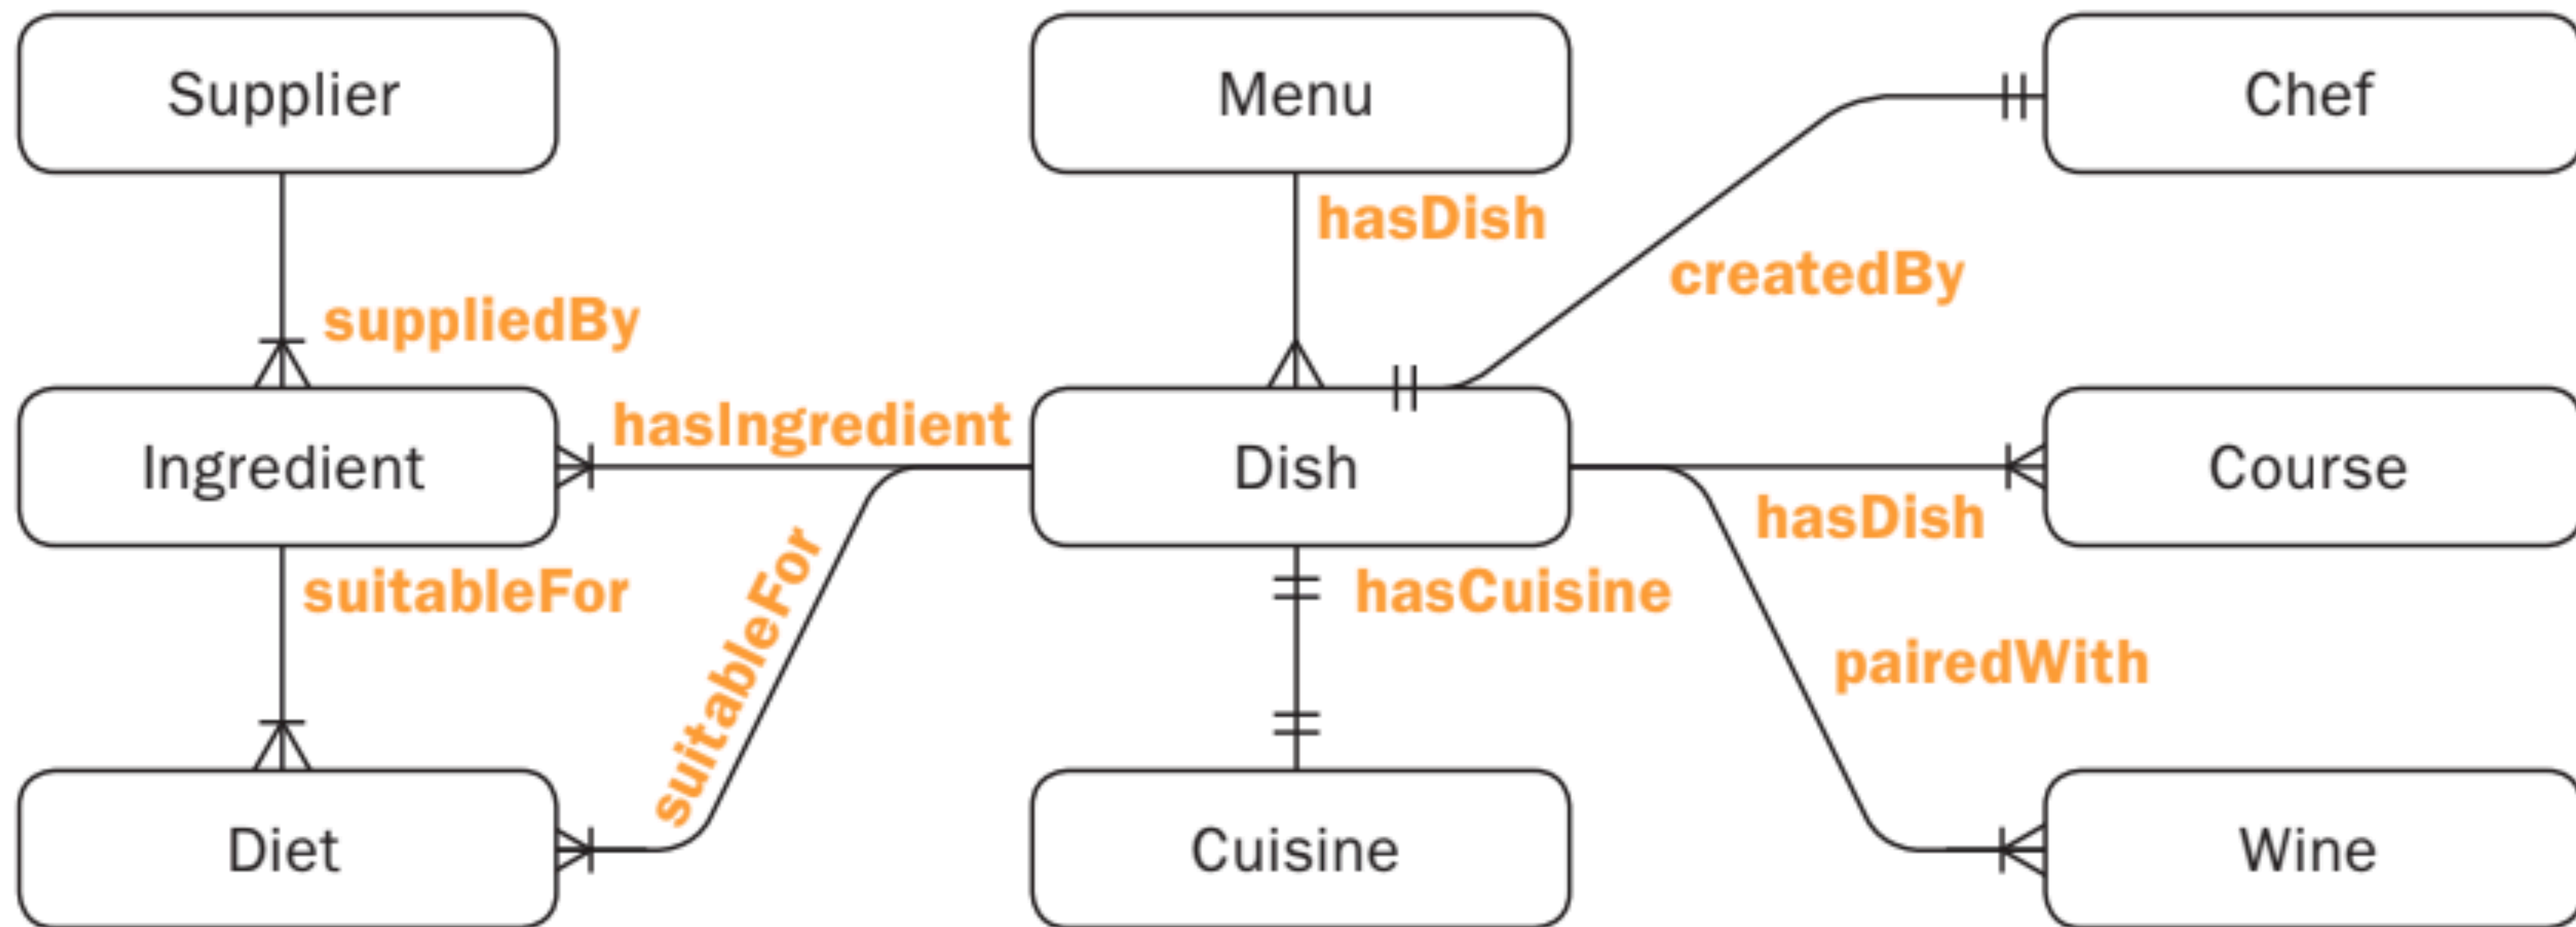 Supplier
Menu
Chef
hasDish
createdBy
suppliedBy
hasIngredient
Ingredient
Dish
Course
hasDish
suitableFor
suitableFor
hasCuisine
pairedWith
Diet
Cuisine
Wine